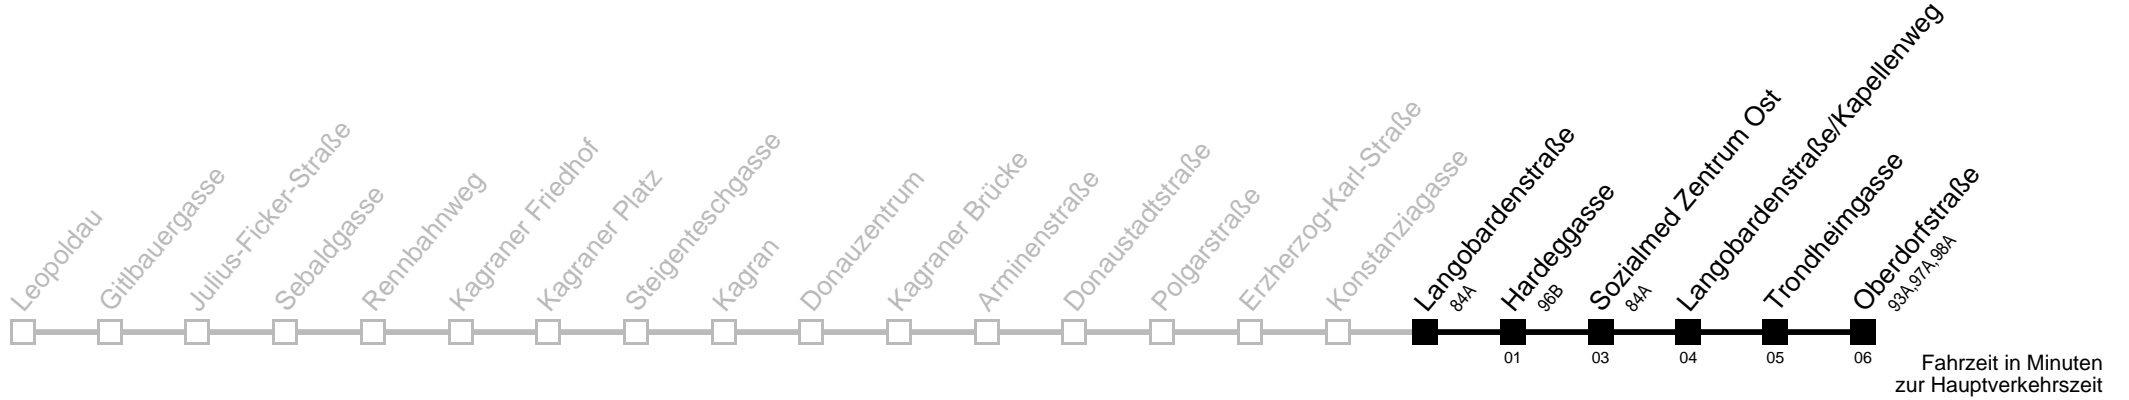 Leopoldau
Gitlbauergasse
Julius-Ficker-Straße
Sebaldgasse
Rennbahnweg
Kagraner Friedhof
Kagraner Platz
Steigenteschgasse
Kagran
Donauzentrum
Kagraner Brücke
Arminenstraße
Donaustadtstraße
Polgarstraße
Erzherzog-Karl-Straße
Konstanziagasse
Langobardenstraße
84A
Hardeggasse
96B
Sozialmed Zentrum Ost
84A
Langobardenstraße/Kapellenweg
Trondheimgasse
Oberdorfstraße
93A,97A,98A
01
03
04
05
06
Fahrzeit in Minuten
zur Hauptverkehrszeit